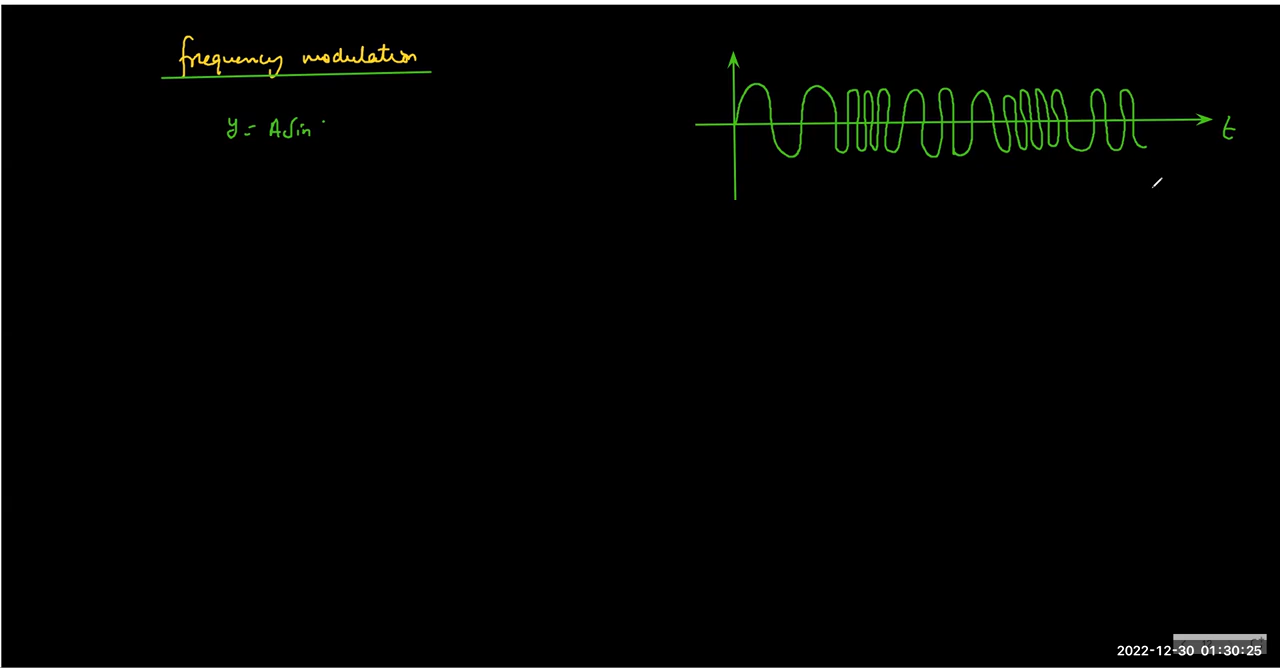 frequency modulation
y = A sin
t
2022-12-30 01:30:25